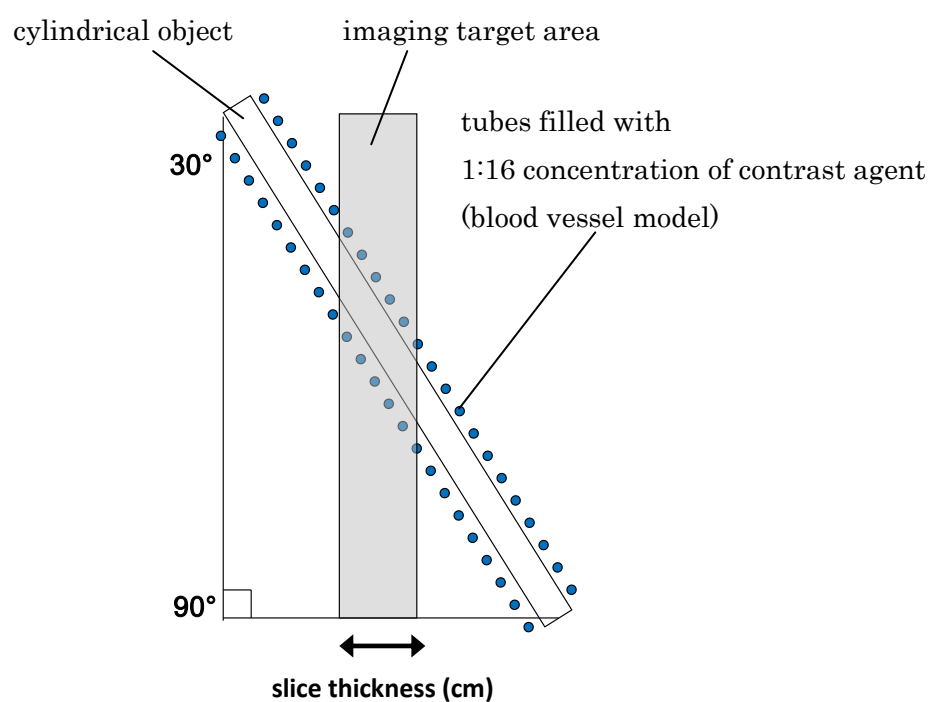 cylindrical object
imaging target area
tubes filled with
1:16 concentration of contrast agent
(blood vessel model)
30°
90°
slice thickness (cm)